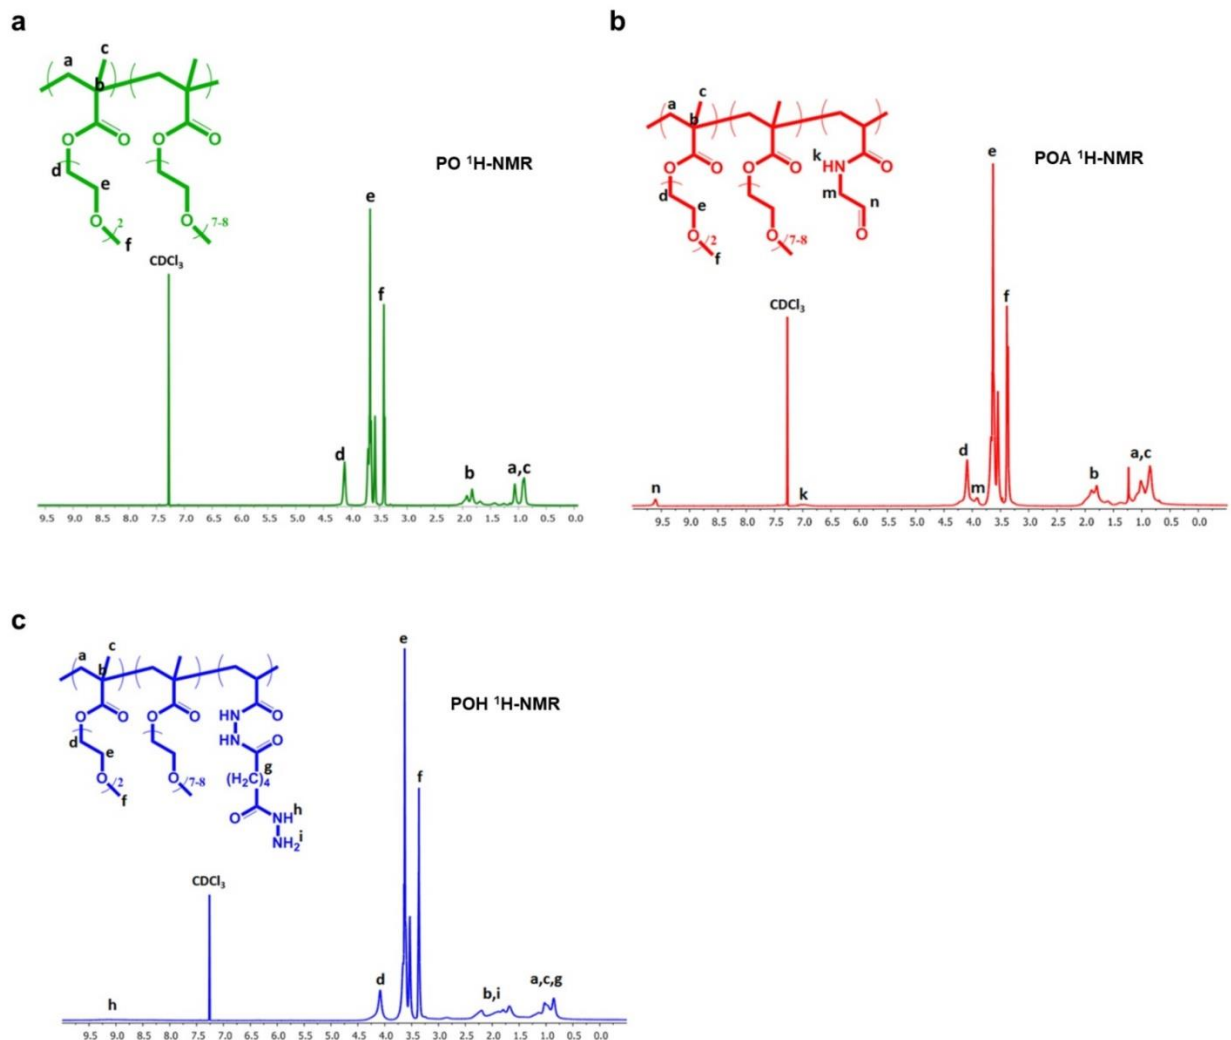 a
c
a
b
O
O
O
O
d
e
O
2
O
7-8
f
PO ¹H-NMR
e
f
CDCl₃
d
b
a,c
9.5 9.0 8.5 8.0 7.5 7.0 6.5 6.0 5.5 5.0 4.5 4.0 3.5 3.0 2.5 2.0 1.5 1.0 0.5 0.0
b
c
a
b
k
O
O
O
O
HN
O
d
m
n
e
O
2
O
7-8
O
f
POA ¹H-NMR
e
f
CDCl₃
d
m
n
k
b
a,c
9.5 9.0 8.5 8.0 7.5 7.0 6.5 6.0 5.5 5.0 4.5 4.0 3.5 3.0 2.5 2.0 1.5 1.0 0.5 0.0
c
c
a
b
O
O
O
O
HN
O
d
HN
O
e
g
O
2
O
7-8
(H₂C)₄
f
O
NH
h
NH₂
i
POH ¹H-NMR
e
f
CDCl₃
h
d
b,i
a,c,g
9.5 9.0 8.5 8.0 7.5 7.0 6.5 6.0 5.5 5.0 4.5 4.0 3.5 3.0 2.5 2.0 1.5 1.0 0.5 0.0